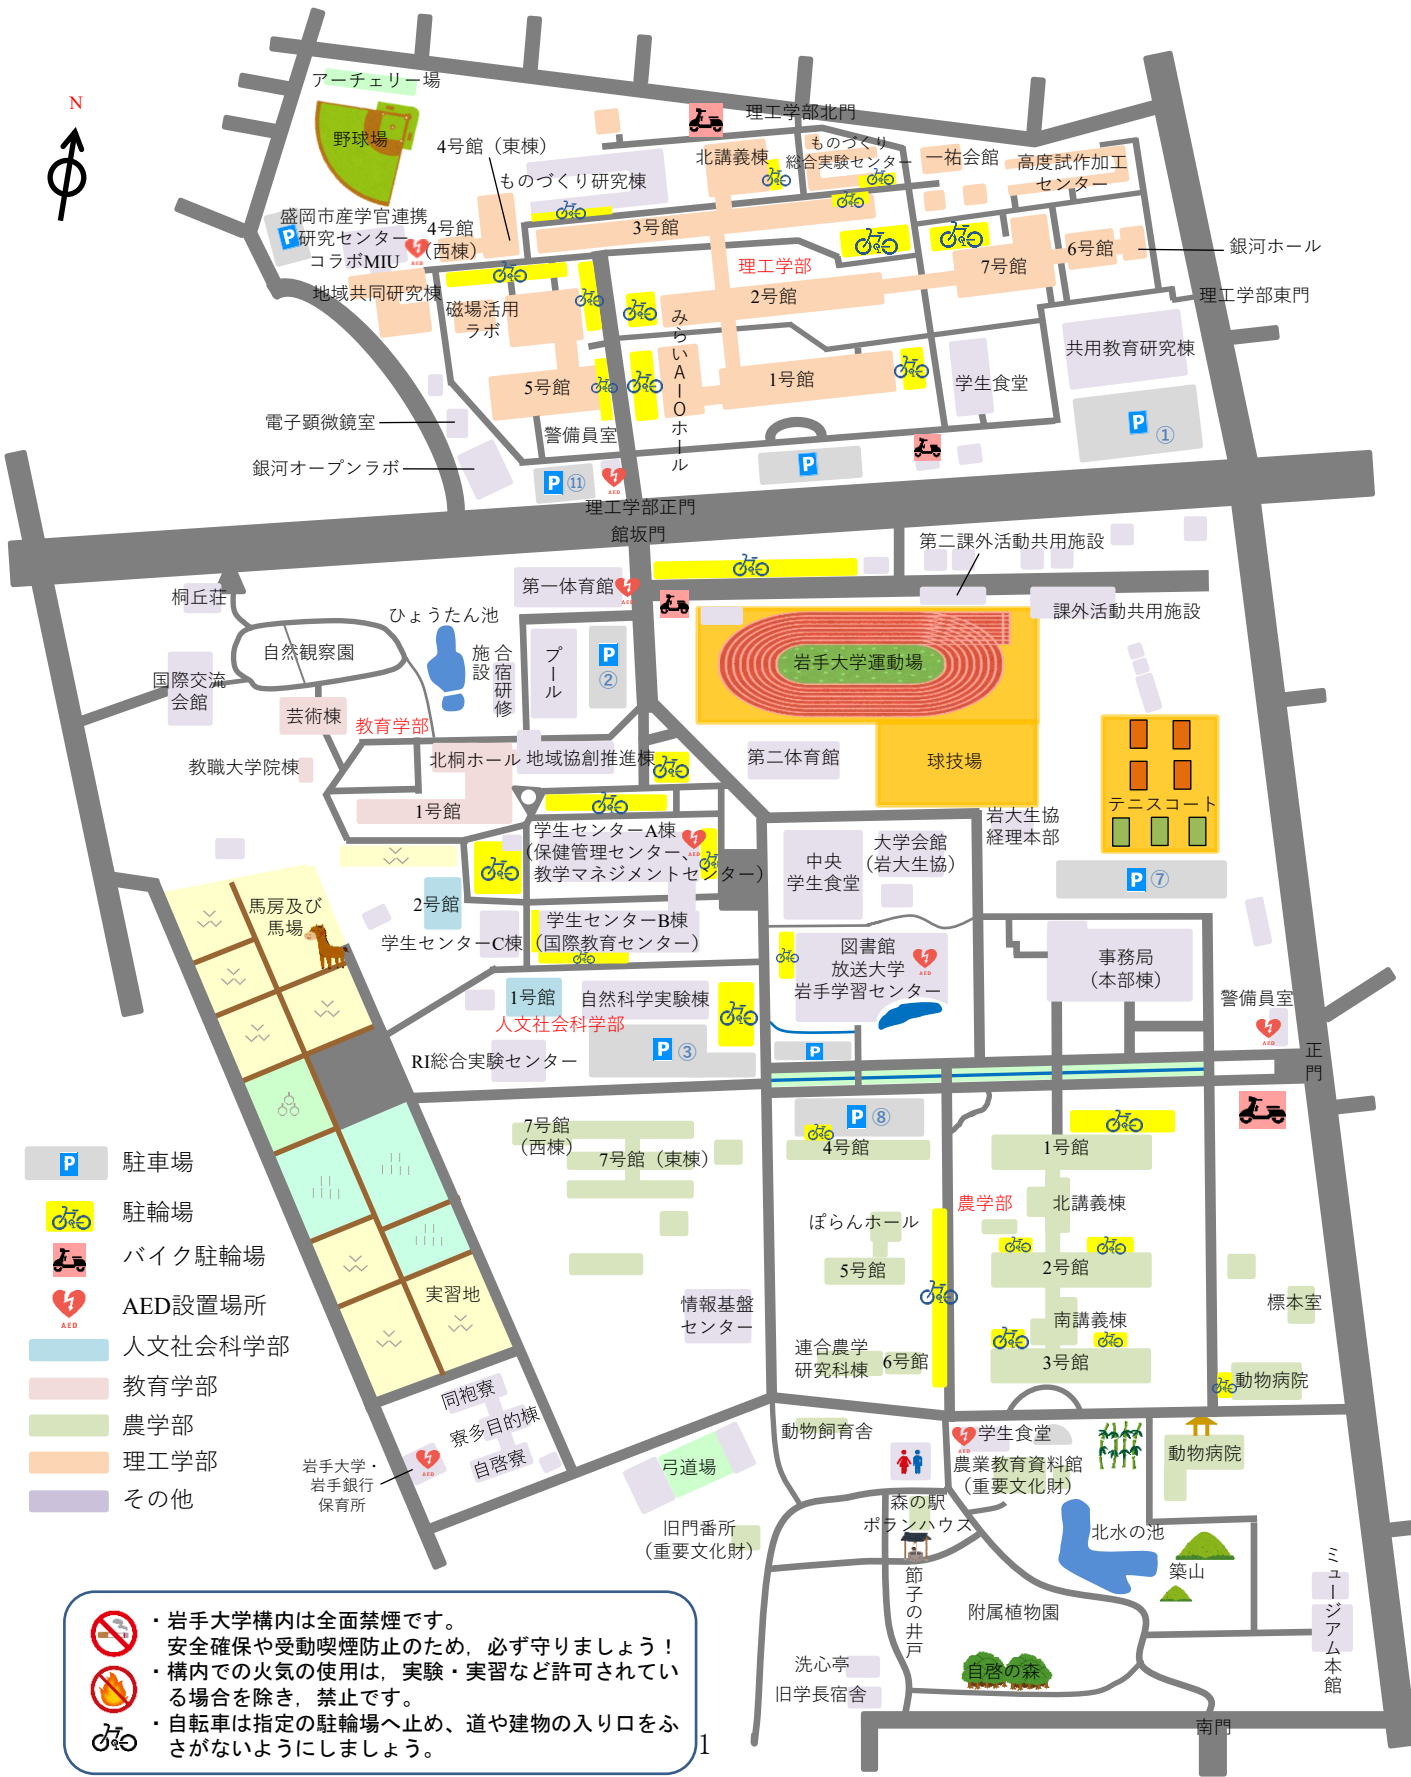 アーチェリー場
N
野球場
4号館（東棟）
ものづくり研究棟
理工学部北門
北講義棟
ものづくり
総合実験センター
一祐会館
高度試作加工
センター
盛岡市産学官連携
研究センター
コラボMIU
4号館
（西棟）
3号館
理工学部
2号館
7号館
6号館
銀河ホール
理工学部東門
地域共同研究棟
磁場活用
ラボ
みらいAIOホール
1号館
5号館
学生食堂
共用教育研究棟
電子顕微鏡室
警備員室
銀河オープンラボ
P
P ①
P
P ⑪
AED
AED
理工学部正門
館坂門
第二課外活動共用施設
課外活動共用施設
桐丘荘
第一体育館
AED
ひょうたん池
自然観察園
合宿研修
施設
プール
P
②
岩手大学運動場
国際交流
会館
芸術棟
教育学部
教職大学院棟
北桐ホール
地域協創推進棟
第二体育館
球技場
テニスコート
1号館
学生センターA棟
（保健管理センター、
教学マネジメントセンター）
AED
中央
学生食堂
大学会館
（岩大生協）
岩大生協
経理本部
P ⑦
馬房及び
馬場
2号館
学生センターC棟
学生センターB棟
（国際教育センター）
図書館
放送大学
岩手学習センター
AED
事務局
（本部棟）
警備員室
AED
1号館
人文社会科学部
自然科学実験棟
RI総合実験センター
P ③
P
正門
7号館
（西棟）
7号館（東棟）
P ⑧
4号館
1号館
農学部
北講義棟
ぽらんホール
5号館
2号館
情報基盤
センター
南講義棟
標本室
連合農学
研究科棟
6号館
3号館
動物病院
実習地
P 駐車場
駐輪場
バイク駐輪場
AED AED設置場所
人文社会科学部
教育学部
農学部
理工学部
その他
同袍寮
寮多目的棟
自啓寮
岩手大学・
岩手銀行
保育所
AED
弓道場
動物飼育舎
AED
学生食堂
農業教育資料館
（重要文化財）
動物病院
旧門番所
（重要文化財）
森の駅
ポランハウス
節子の井戸
北水の池
築山
附属植物園
ミュージアム本館
洗心亭
旧学長宿舎
自啓の森
南門
・岩手大学構内は全面禁煙です。
安全確保や受動喫煙防止のため，必ず守りましょう！
・構内での火気の使用は，実験・実習など許可されてい
る場合を除き，禁止です。
・自転車は指定の駐輪場へ止め、道や建物の入り口をふ
さがないようにしましょう。
1